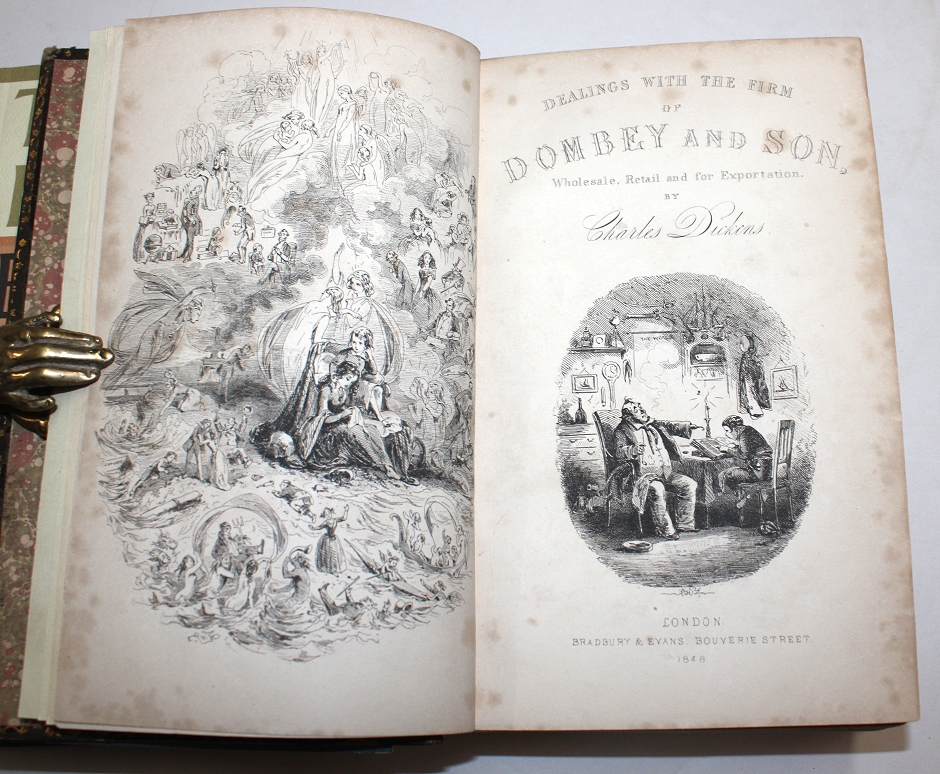 DEALINGS WITH THE FIRM
OF
DOMBEY AND SON,
Wholesale, Retail and for Exportation.
BY
Charles Dickens.
LONDON
BRADBURY & EVANS, BOUVERIE STREET.
1848